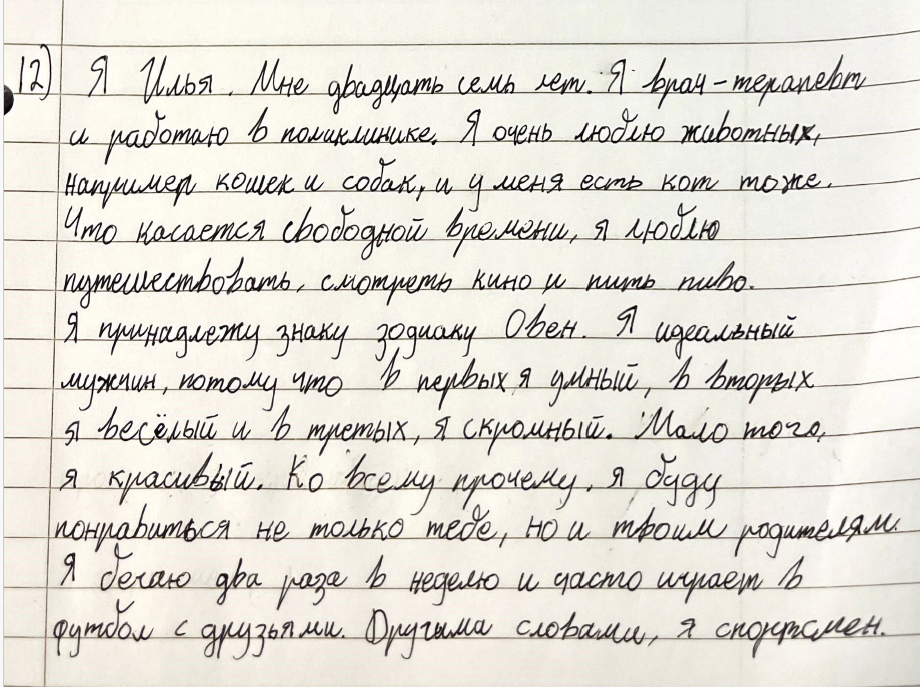 12) Я Илья. Мне двадцать семь лет. Я врач-терапевт
и работаю в поликлинике. Я очень люблю животных,
например кошек и собак, и у меня есть кот тоже.
Что касается свободной времени, я люблю
путешествовать, смотреть кино и пить пиво.
Я принадлежу знаку зодиаку Овен. Я идеальный
мужчин, потому что в первых я умный, в вторых
я весёлый и в третых, я скромный. Мало того,
я красивый. Ко всему прочему, я буду
понравиться не только тебе, но и твоим родителям.
Я бегаю два раза в неделю и часто играет в
футбол с друзьями. Другыма словами, я спортсмен.